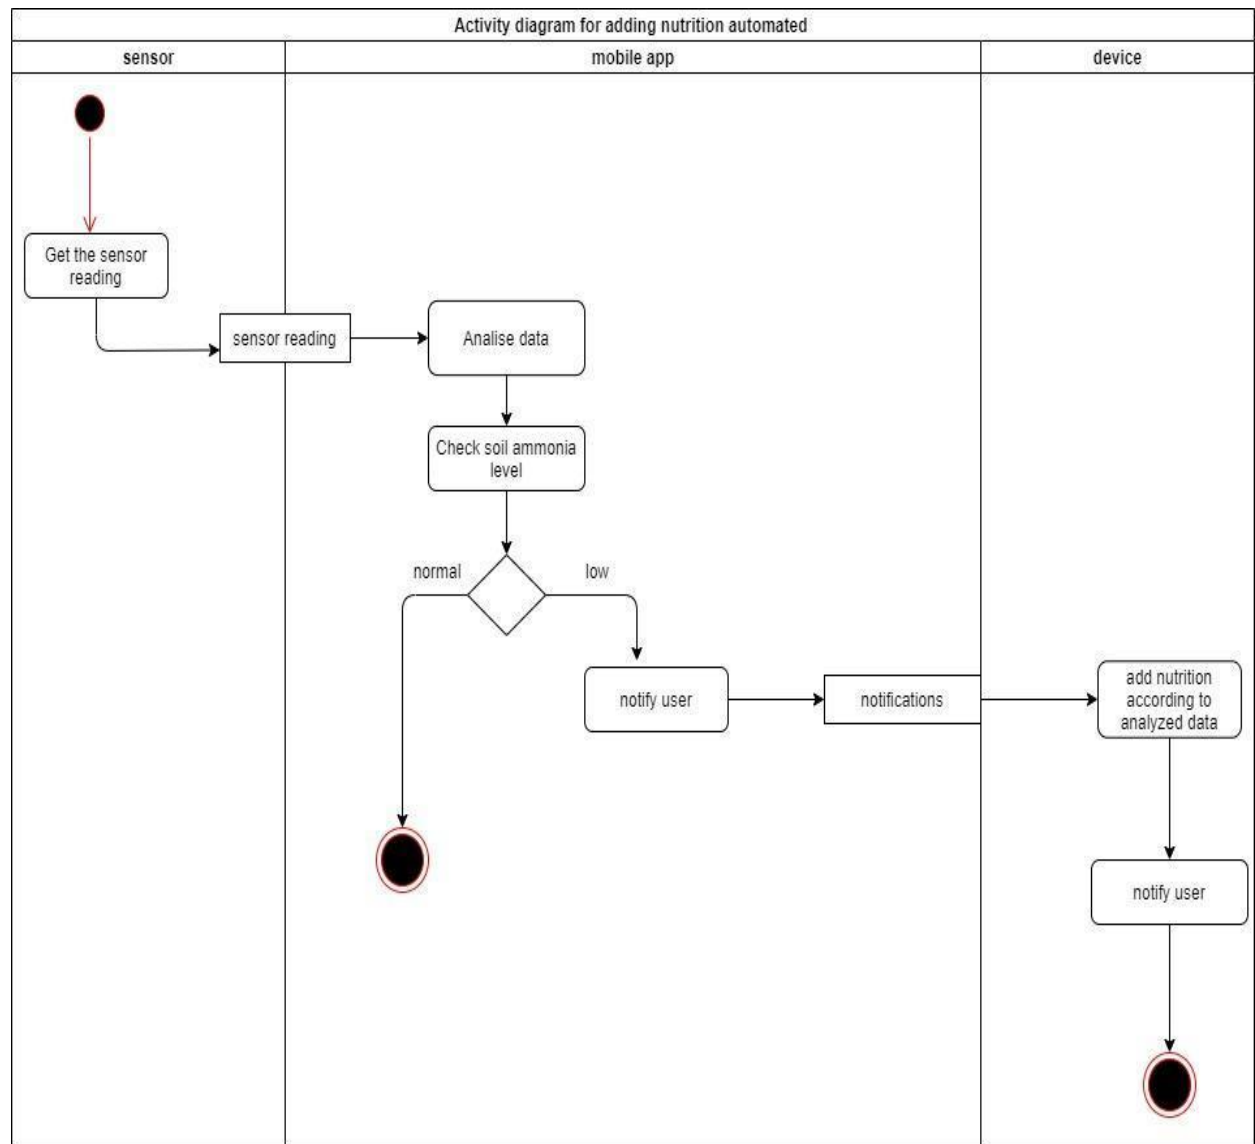 Activity diagram for adding nutrition automated
sensor
mobile app
device
Get the sensor
reading
sensor reading
Analise data
Check soil ammonia
level
normal
low
notify user
notifications
add nutrition
according to
analyzed data
notify user